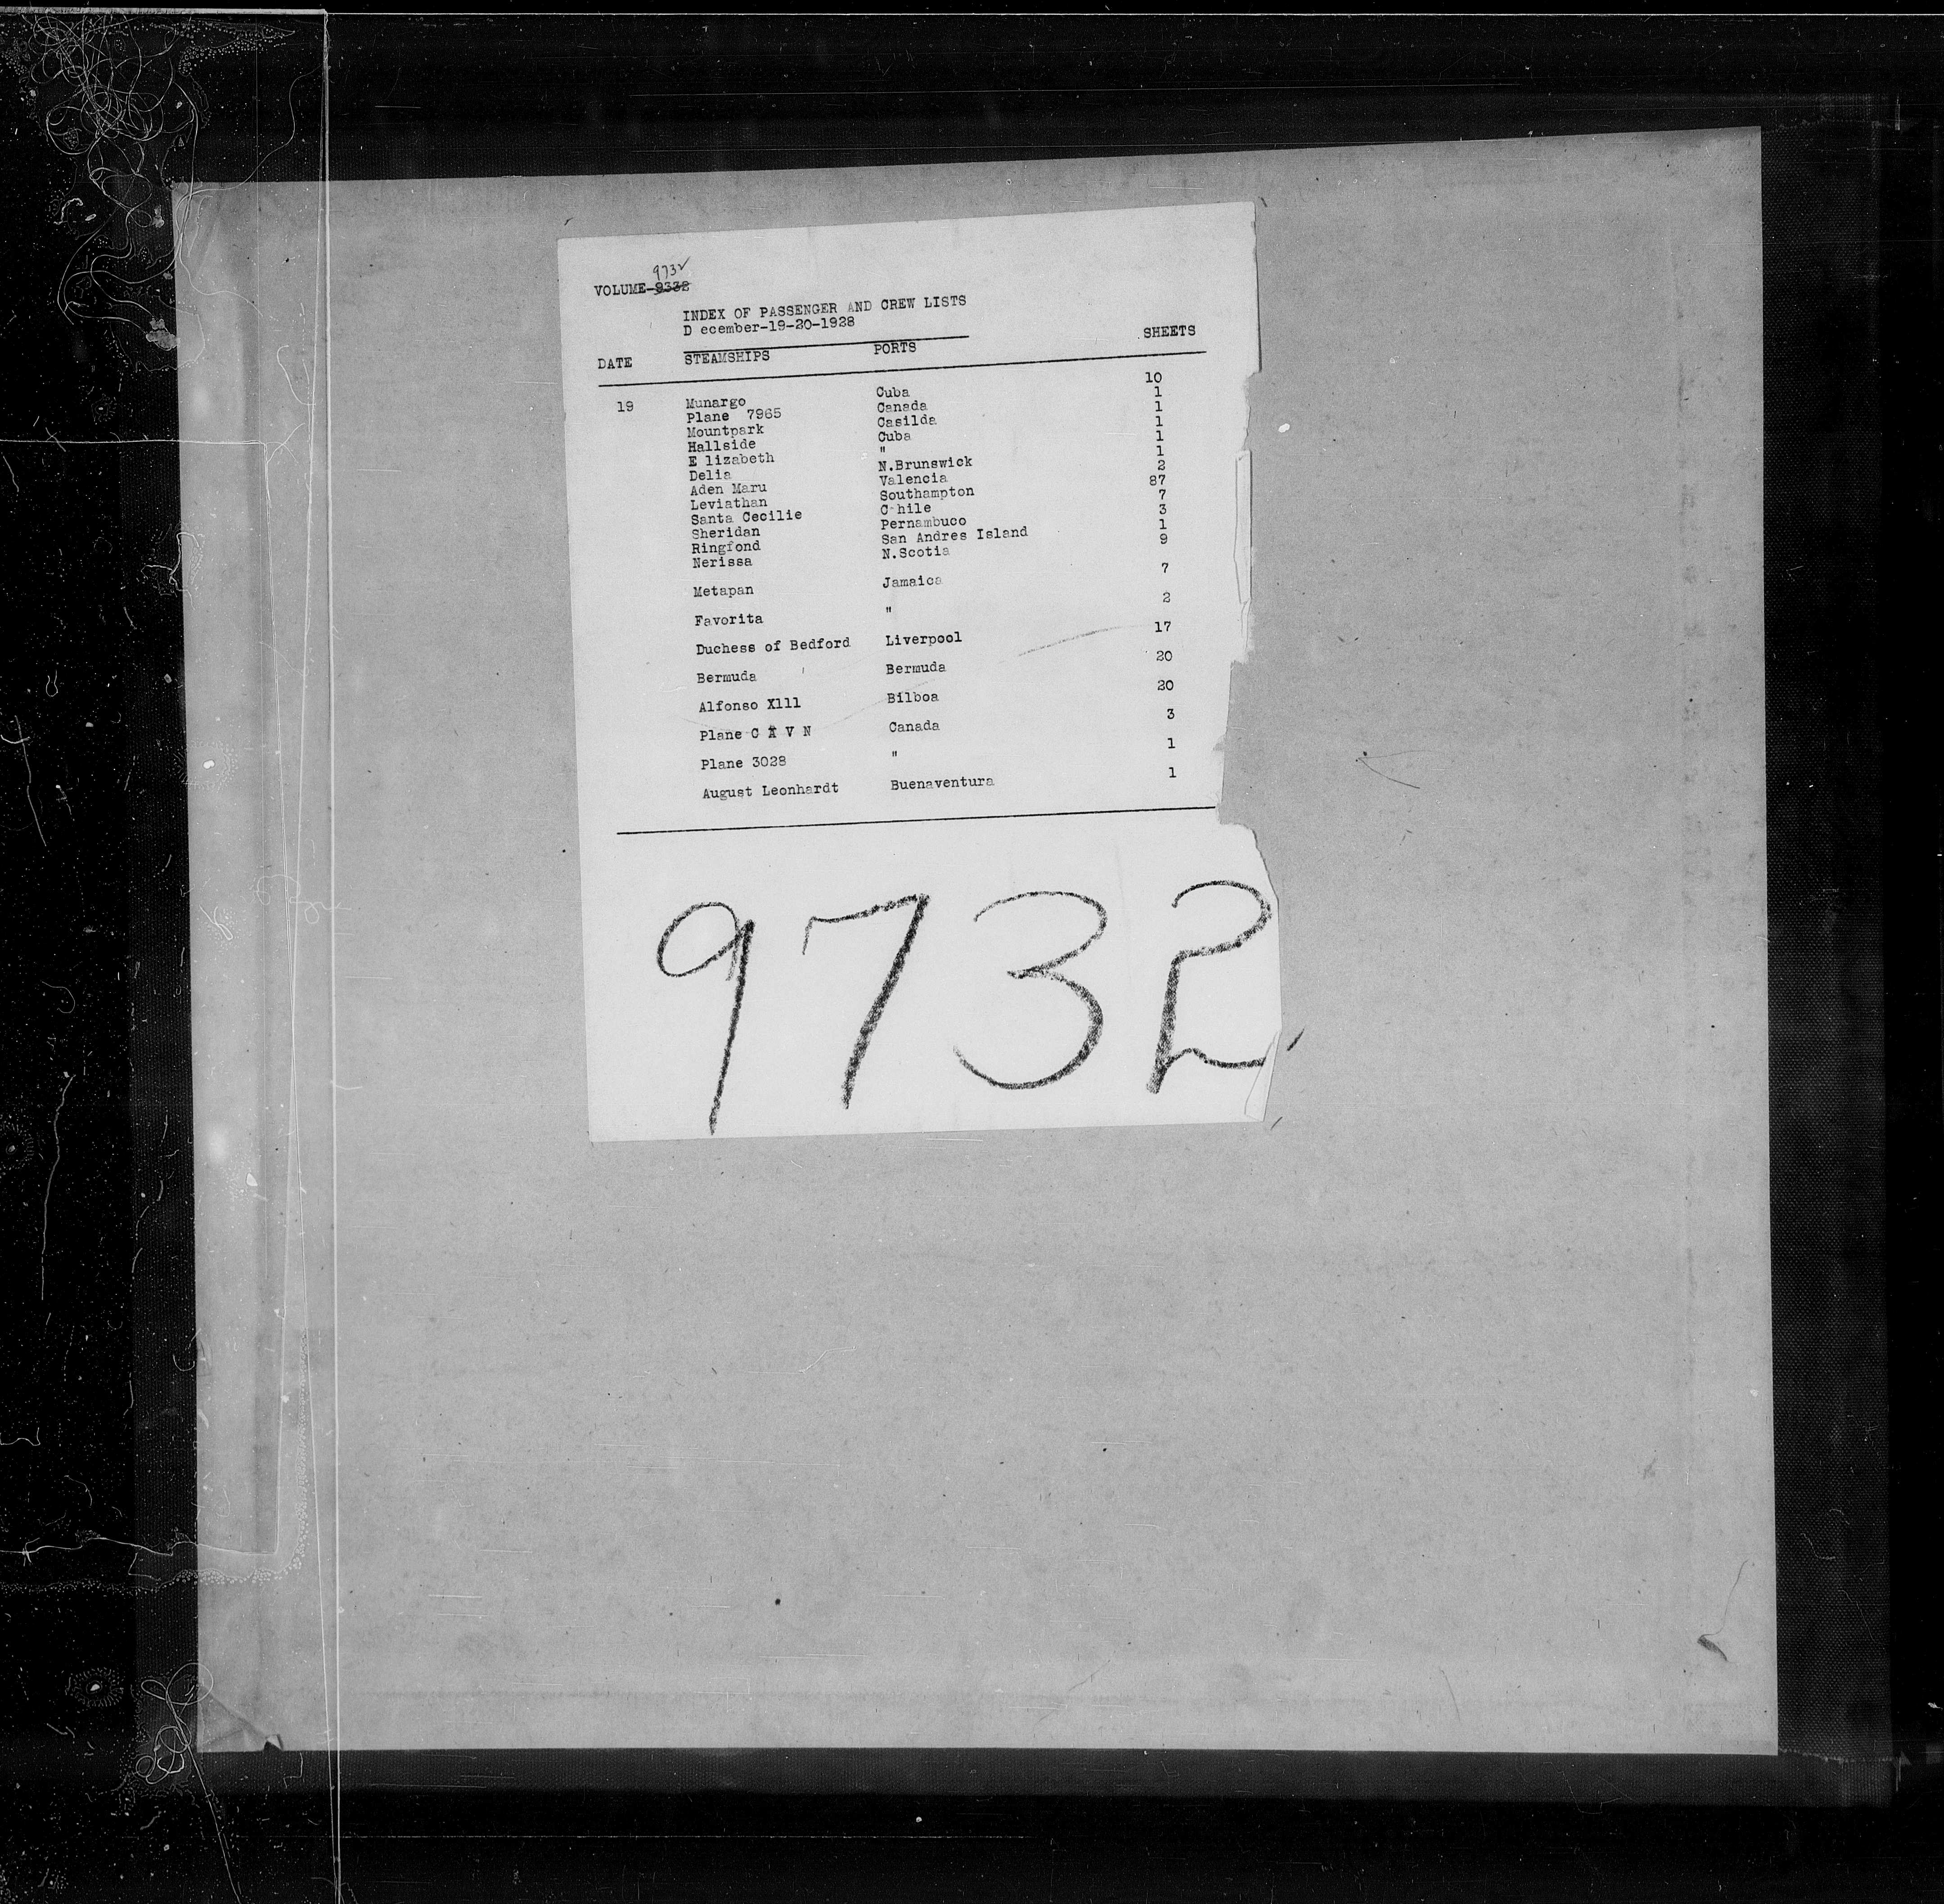 9732
VOLUME-9332
INDEX OF PASSENGER AND CREW LISTS
D ecember-19-20-1928
DATE STEAMSHIPS PORTS SHEETS
19 Munargo Cuba 10
Plane 7965 Canada 1
Mountpark Casilda 1
Hallside Cuba 1
E lizabeth " 1
Delia N.Brunswick 1
Aden Maru Valencia 2
Leviathan Southampton 87
Santa Cecilie C hile 7
Sheridan Pernambuco 3
Ringfond San Andres Island 1
Nerissa N.Scotia 9
Metapan Jamaica 7
Favorita " 2
Duchess of Bedford Liverpool 17
Bermuda Bermuda 20
Alfonso X111 Bilboa 20
Plane C A V N Canada 3
Plane 3028 " 1
August Leonhardt Buenaventura 1
9732